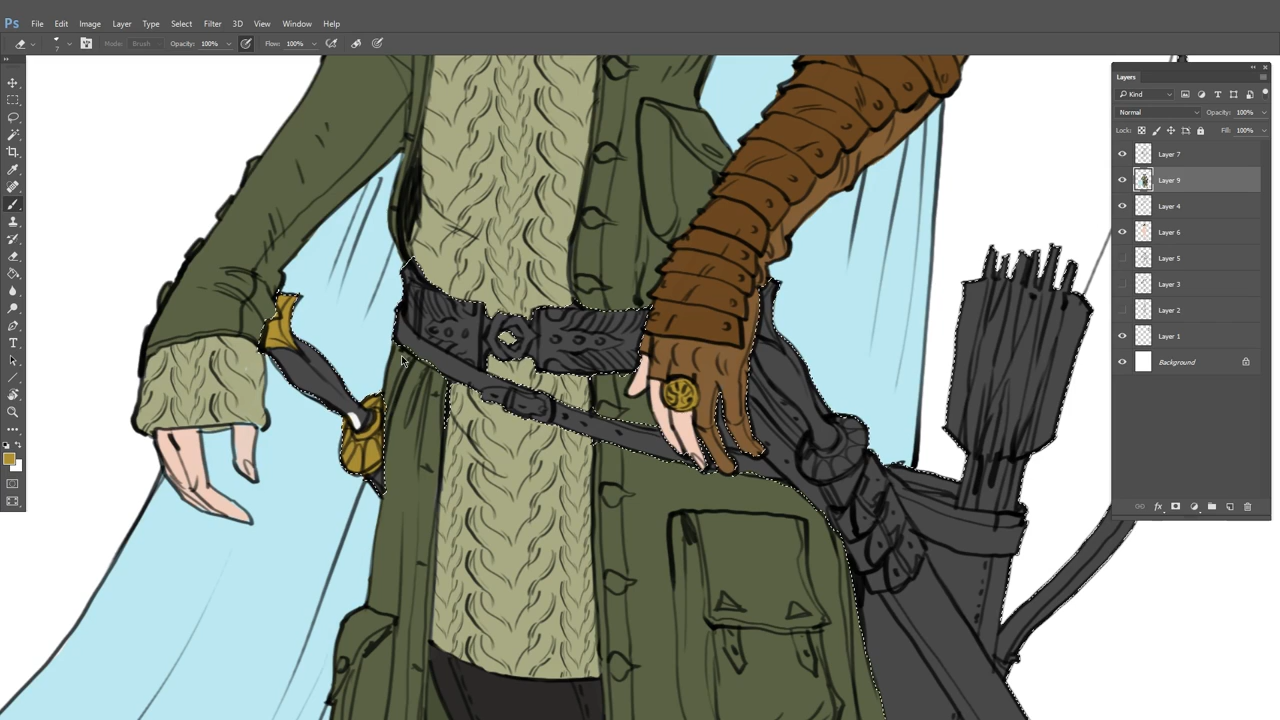 Ps File Edit Image Layer Type Select Filter 3D View Window Help
7 Mode: Brush Opacity: 100% Flow: 100%
Layers
Kind
Normal Opacity: 100%
Lock: Fill: 100%
Layer 7
Layer 9
Layer 4
Layer 6
Layer 5
Layer 3
Layer 2
Layer 1
Background
fx